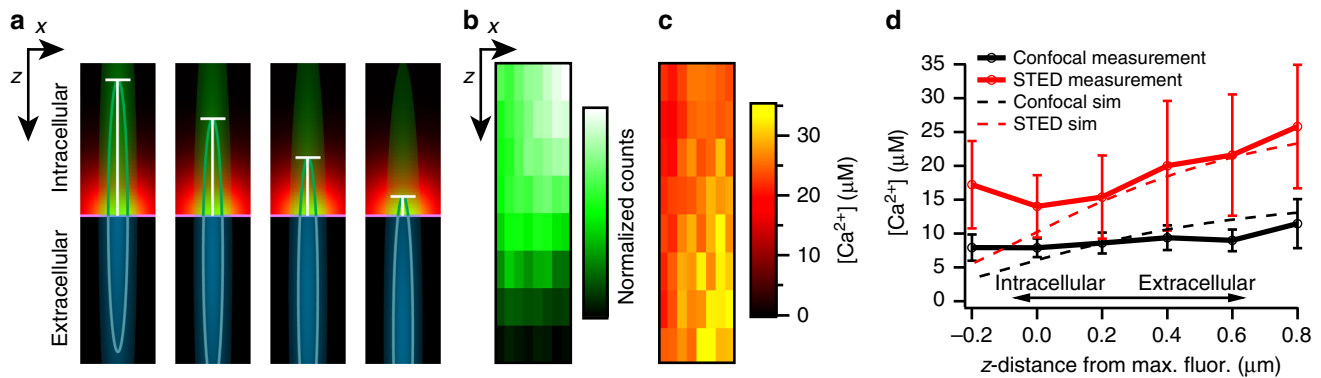 a
x
z
Intracellular
Extracellular
b
x
z
Normalized counts
c
30
20
10
0
[Ca²⁺] (μM)
d
35
30
25
20
15
10
5
0
[Ca²⁺] (μM)
Confocal measurement
STED measurement
Confocal sim
STED sim
Intracellular
Extracellular
–0.2 0.0 0.2 0.4 0.6 0.8
z-distance from max. fluor. (μm)